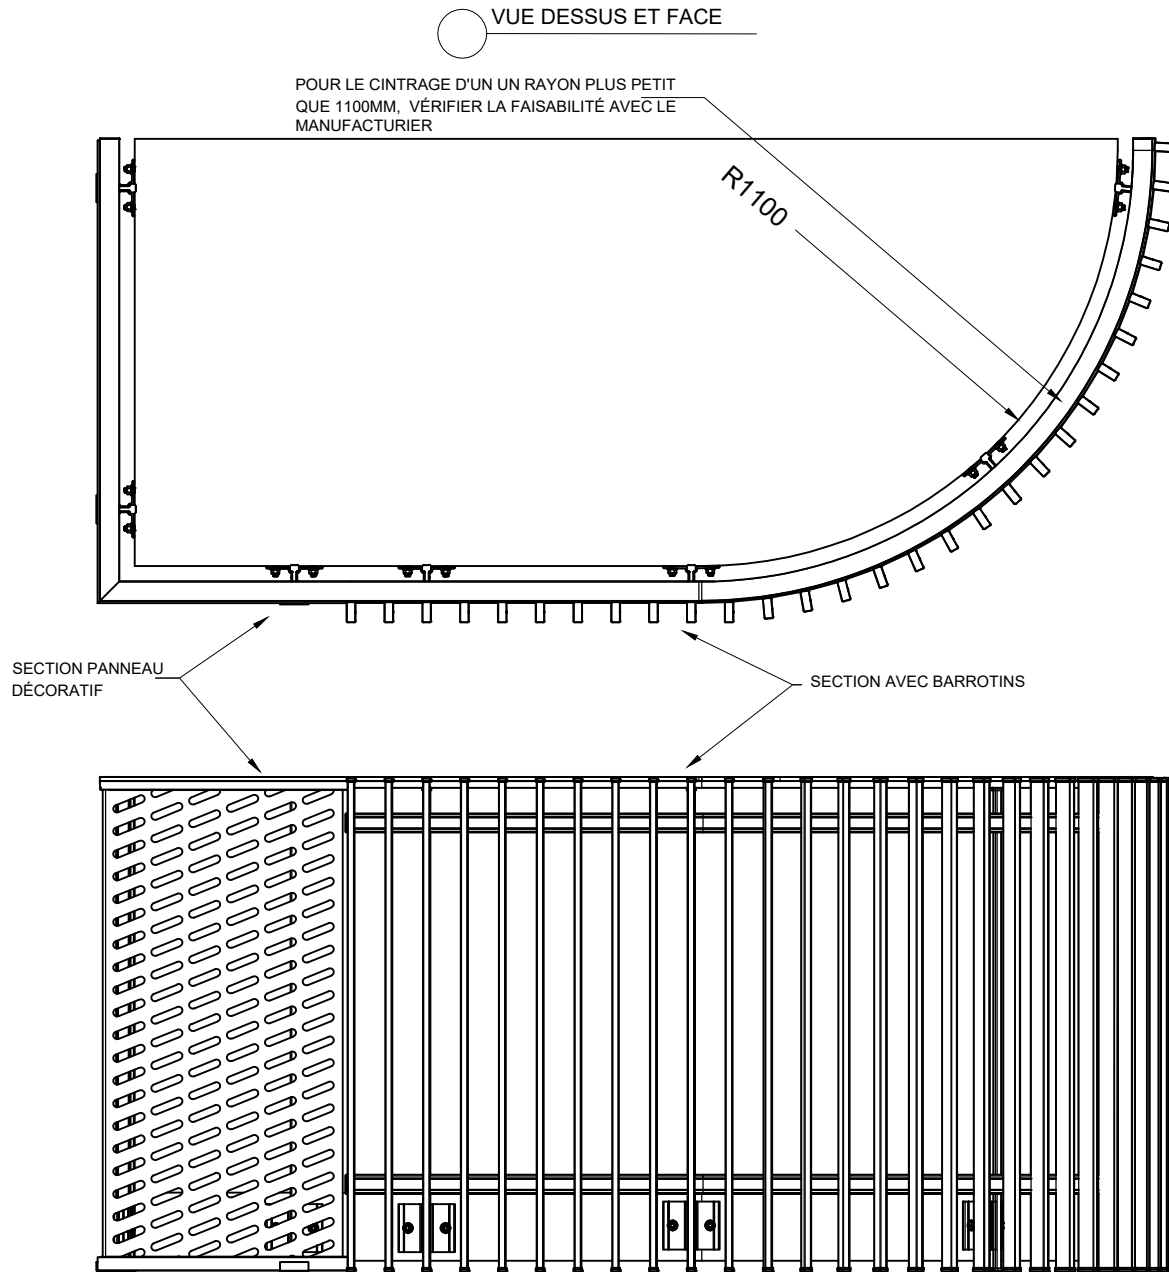 VUE DESSUS ET FACE
POUR LE CINTRAGE D'UN UN RAYON PLUS PETIT
QUE 1100MM, VÉRIFIER LA FAISABILITÉ AVEC LE
MANUFACTURIER
R1100
SECTION PANNEAU
DÉCORATIF
SECTION AVEC BARROTINS